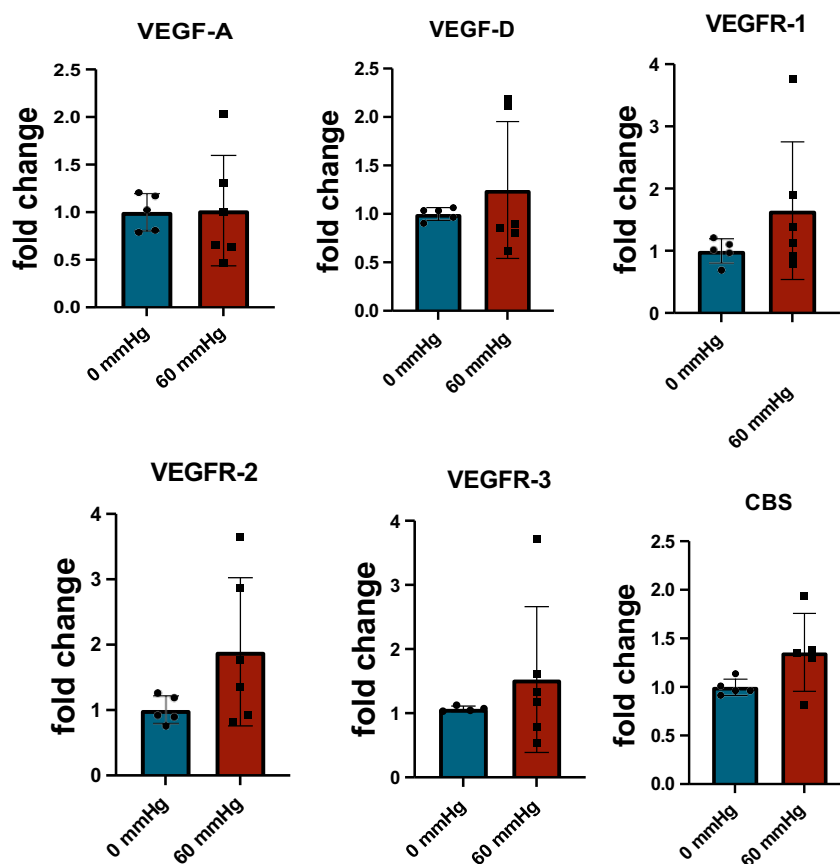 VEGF-A
fold change
2.5
2.0
1.5
1.0
0.5
0.0
0 mmHg
60 mmHg
VEGF-D
fold change
2.5
2.0
1.5
1.0
0.5
0.0
0 mmHg
60 mmHg
VEGFR-1
fold change
4
3
2
1
0
0 mmHg
60 mmHg
VEGFR-2
fold change
4
3
2
1
0
0 mmHg
60 mmHg
VEGFR-3
fold change
4
3
2
1
0
0 mmHg
60 mmHg
CBS
fold change
2.5
2.0
1.5
1.0
0.5
0.0
0 mmHg
60 mmHg